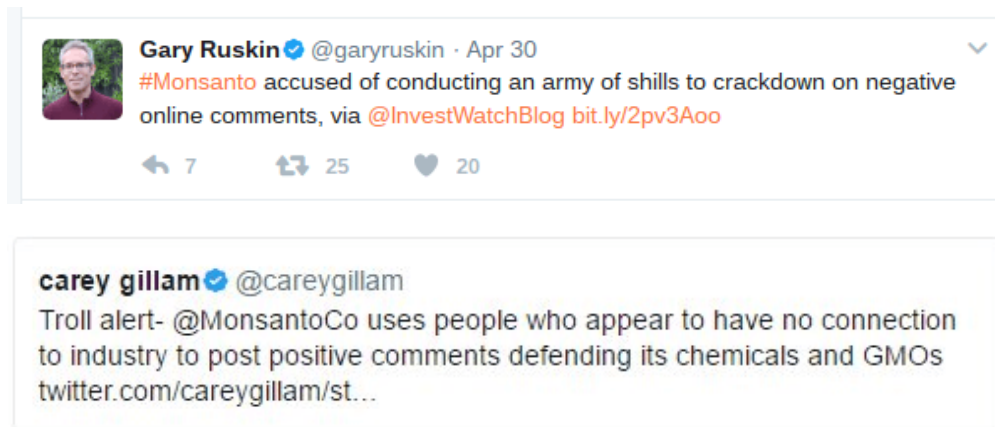 Gary Ruskin @garyruskin · Apr 30
#Monsanto accused of conducting an army of shills to crackdown on negative
online comments, via @InvestWatchBlog bit.ly/2pv3Aoo
7 25 20
carey gillam @careygillam
Troll alert- @MonsantoCo uses people who appear to have no connection
to industry to post positive comments defending its chemicals and GMOs
twitter.com/careygillam/st...